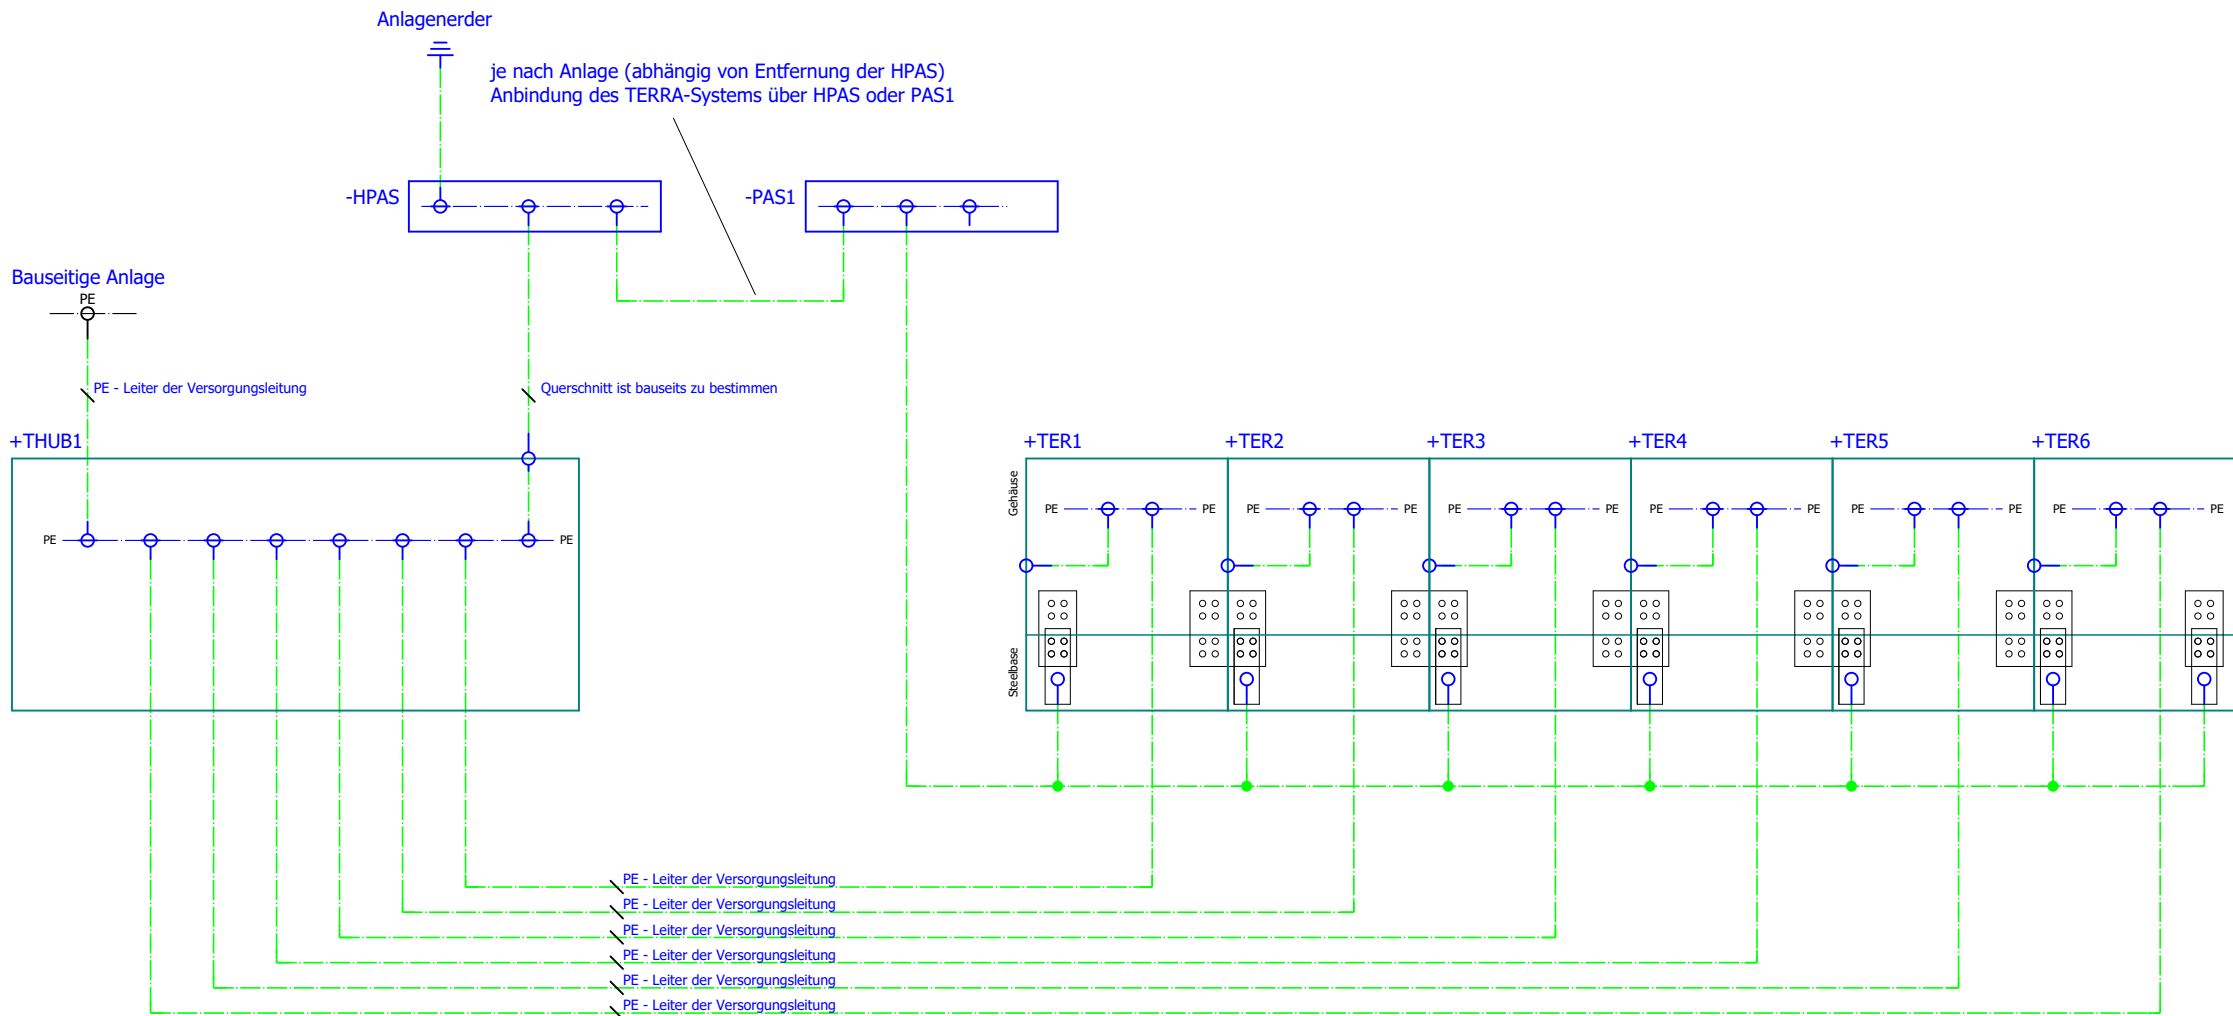 Anlagenerder
je nach Anlage (abhängig von Entfernung der HPAS)
Anbindung des TERRA-Systems über HPAS oder PAS1
-HPAS
-PAS1
Bauseitige Anlage
PE
PE - Leiter der Versorgungsleitung
Querschnitt ist bauseits zu bestimmen
+THUB1
+TER1
+TER2
+TER3
+TER4
+TER5
+TER6
Gehäuse
PE
PE
PE
PE
PE
PE
PE
PE
PE
PE
PE
PE
PE
PE
Steelbase
PE - Leiter der Versorgungsleitung
PE - Leiter der Versorgungsleitung
PE - Leiter der Versorgungsleitung
PE - Leiter der Versorgungsleitung
PE - Leiter der Versorgungsleitung
PE - Leiter der Versorgungsleitung